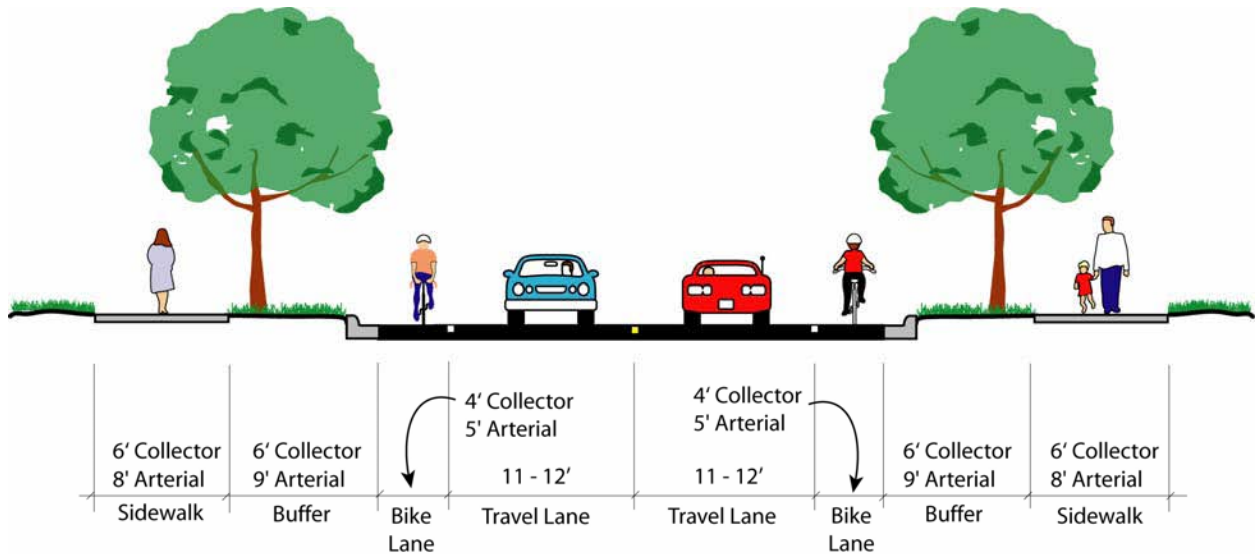 4‘ Collector
5' Arterial
4‘ Collector
5' Arterial
6‘ Collector
8' Arterial
6‘ Collector
9' Arterial
11 - 12’
11 - 12’
6‘ Collector
9' Arterial
6‘ Collector
8' Arterial
Sidewalk
Buffer
Bike
Lane
Travel Lane
Travel Lane
Bike
Lane
Buffer
Sidewalk